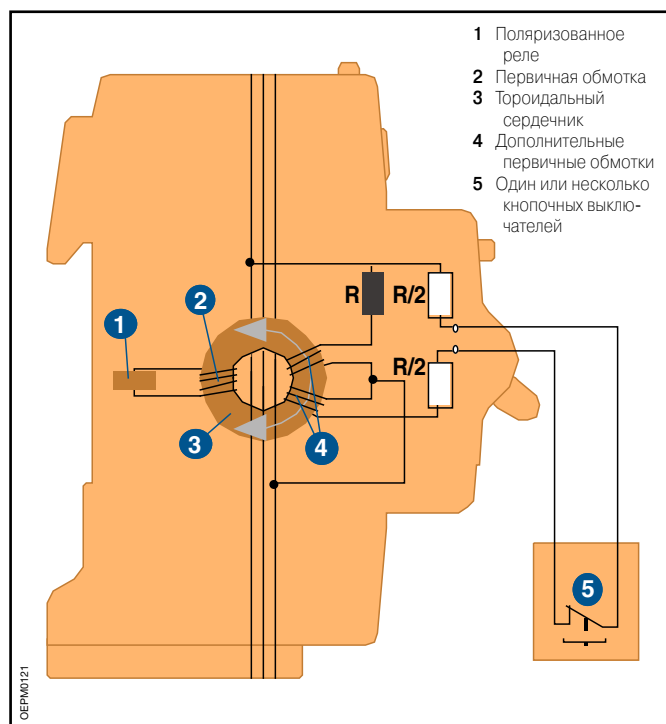 1 Поляризованное
реле
2 Первичная обмотка
3 Тороидальный
сердечник
4 Дополнительные
первичные обмотки
5 Один или несколько
кнопочных выклю-
чателей
R
R/2
R/2
2
1
3
4
5
OEPM0121